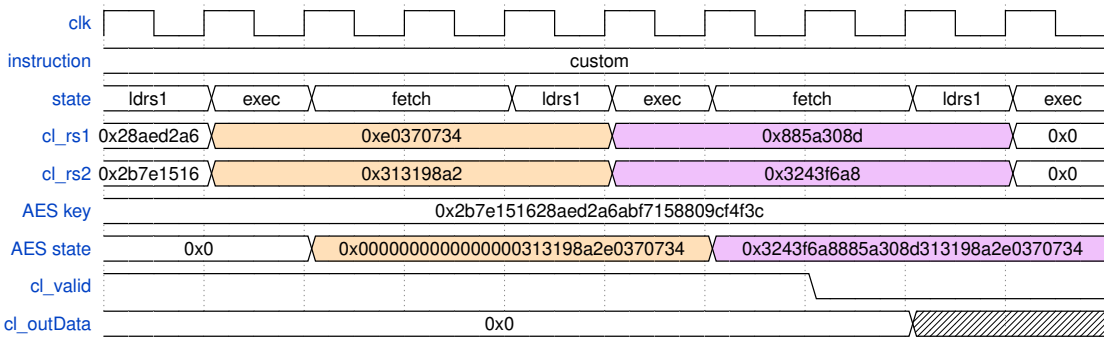 clk
instruction custom
state ldrs1 exec fetch ldrs1 exec fetch ldrs1 exec
cl_rs1 0x28aed2a6 0xe0370734 0x885a308d 0x0
cl_rs2 0x2b7e1516 0x313198a2 0x3243f6a8 0x0
AES key 0x2b7e151628aed2a6abf7158809cf4f3c
AES state 0x0 0x0000000000000000313198a2e0370734 0x3243f6a8885a308d313198a2e0370734
cl_valid
cl_outData 0x0